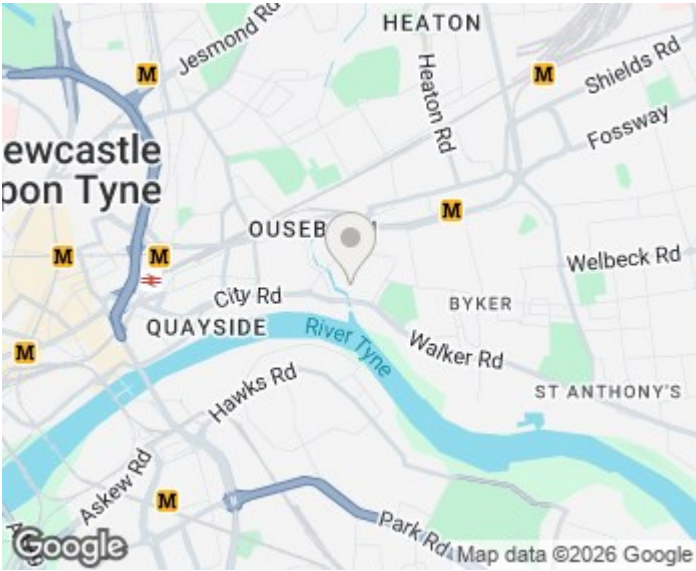 HEATON
Jesmond Rd
M
M
Shields Rd
Heaton Rd
Fossway
ewcastle
pon Tyne
M
OUSEB
M
M
Welbeck Rd
City Rd
BYKER
QUAYSIDE
River Tyne
Walker Rd
M
Hawks Rd
ST ANTHONY'S
Askew Rd
M
Park Rd
Google
Map data ©2026 Google